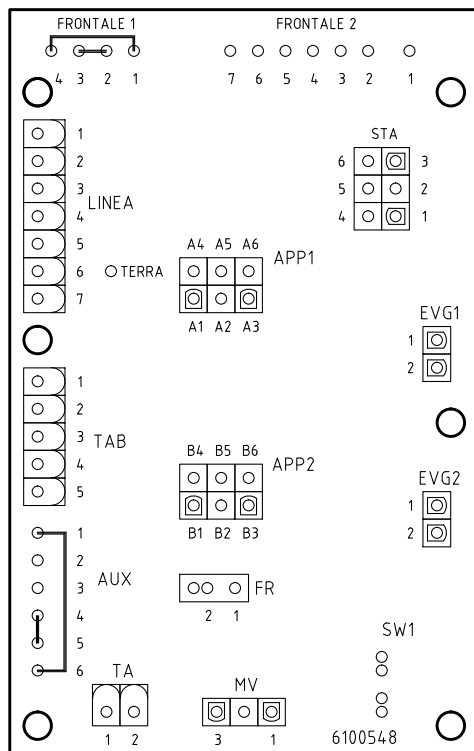 FRONTALE 1
FRONTALE 2
4 3 2 1
7 6 5 4 3 2 1
STA
6 3
5 2
4 1
LINEA
1
2
3
4
5
6
7
TERRA
A4 A5 A6
APP1
A1 A2 A3
EVG1
1
2
TAB
1
2
3
4
5
B4 B5 B6
APP2
B1 B2 B3
EVG2
1
2
AUX
1
2
3
4
5
6
FR
2 1
SW1
TA
1 2
MV
3 1
6100548